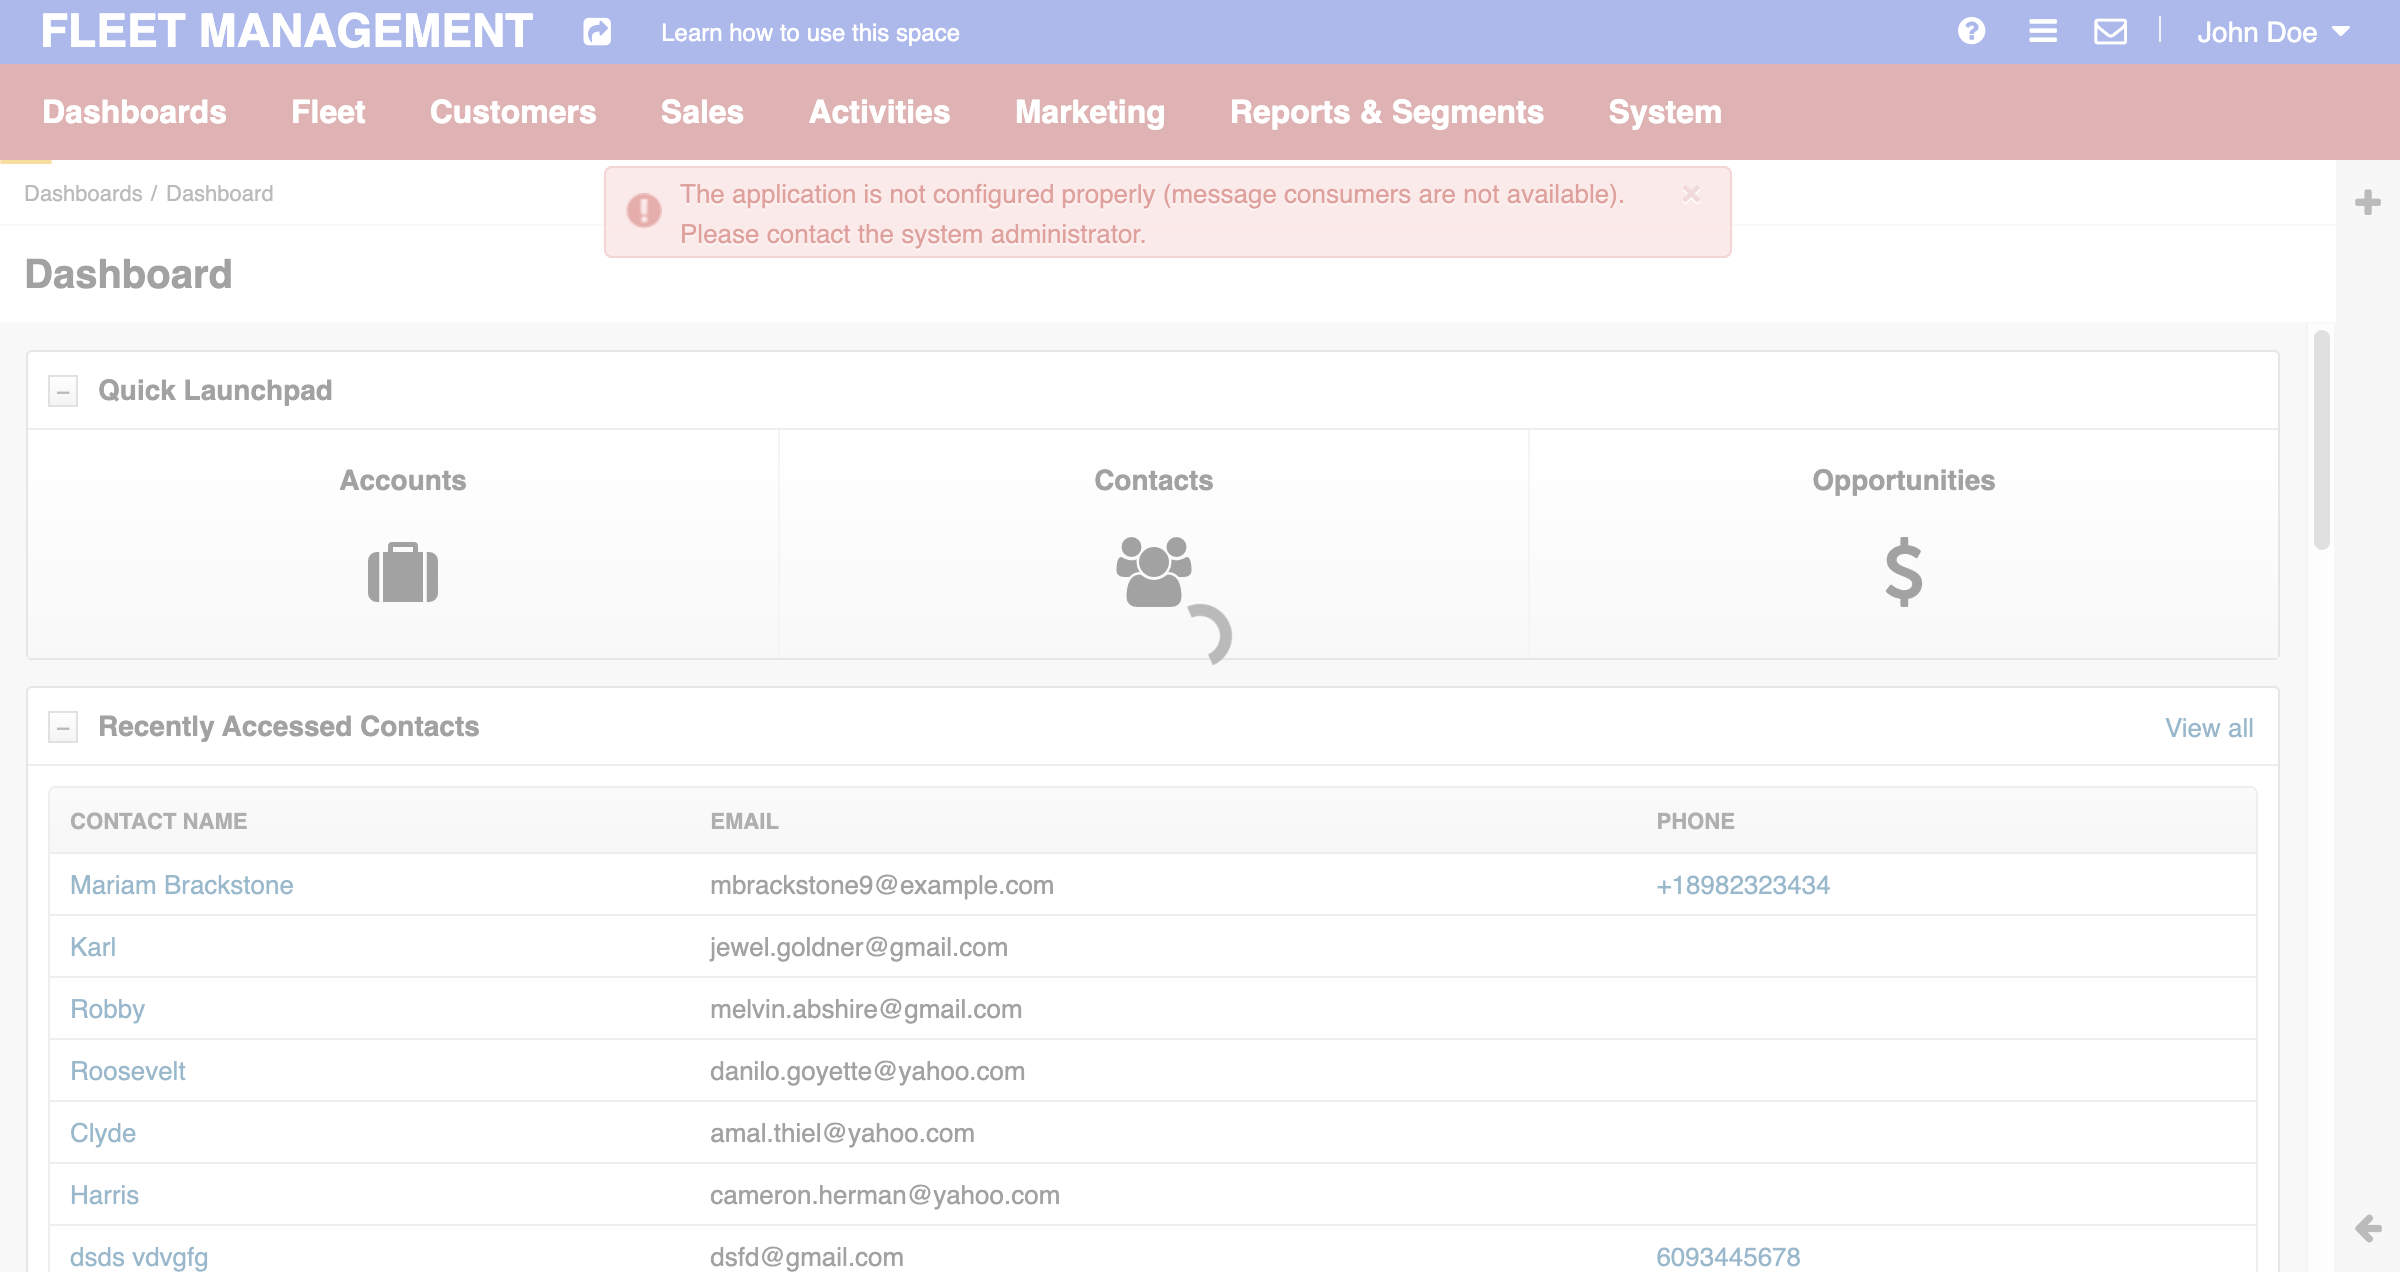 FLEET MANAGEMENT Learn how to use this space John Doe
Dashboards Fleet Customers Sales Activities Marketing Reports & Segments System
Dashboards / Dashboard
The application is not configured properly (message consumers are not available). ×
Please contact the system administrator.
Dashboard
Quick Launchpad
Accounts Contacts Opportunities
Recently Accessed Contacts View all
CONTACT NAME EMAIL PHONE
Mariam Brackstone mbrackstone9@example.com +18982323434
Karl jewel.goldner@gmail.com
Robby melvin.abshire@gmail.com
Roosevelt danilo.goyette@yahoo.com
Clyde amal.thiel@yahoo.com
Harris cameron.herman@yahoo.com
dsds vdvgfg dsfd@gmail.com 6093445678